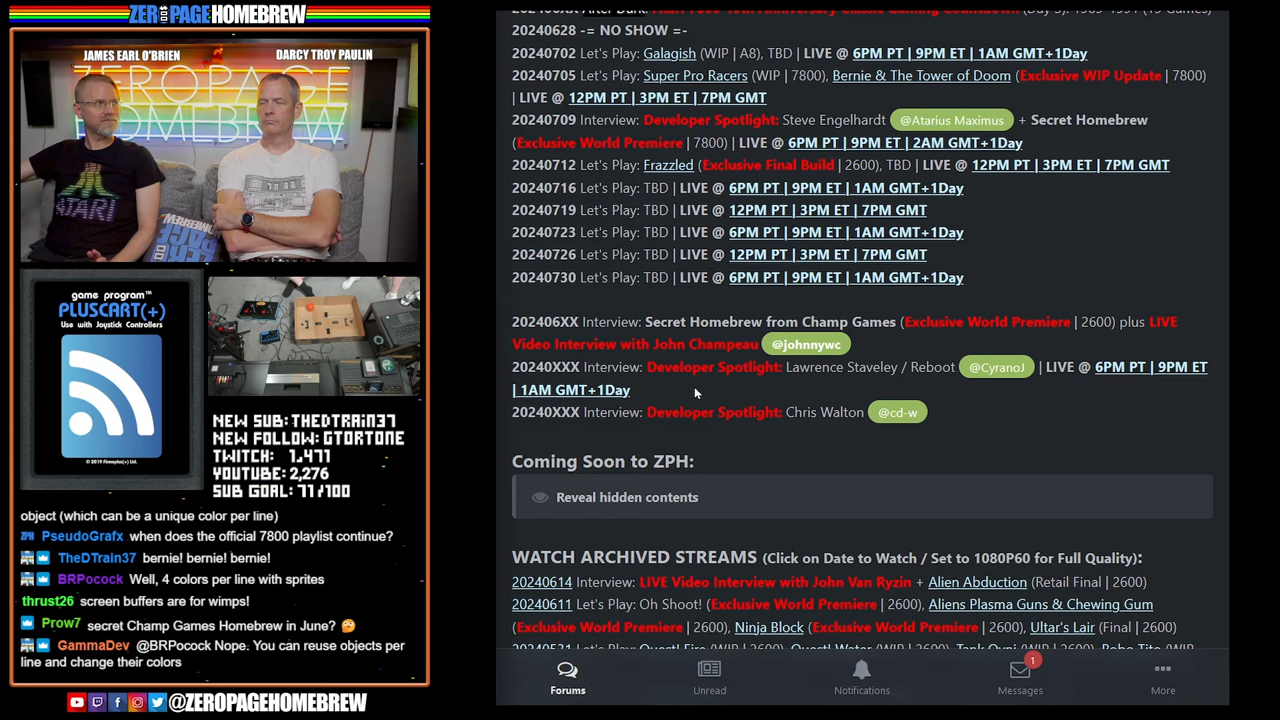 ZEROPAGEHOMEBREW
JAMES EARL O'BRIEN
DARCY TROY PAULIN
ZEROPAGE
HOMEBREW
ATARI
game program™
PLUSCART(+)
Use with Joystick Controllers
NEW SUB: THEDTRAIN37
NEW FOLLOW: GTORTONE
TWITCH: 1,471
YOUTUBE: 2,276
SUB GOAL: 71/100
object (which can be a unique color per line)
PseudoGrafx when does the official 7800 playlist continue?
TheDTrain37 bernie! bernie! bernie!
BRPocock Well, 4 colors per line with sprites
thrust26 screen buffers are for wimps!
Prow7 secret Champ Games Homebrew in June? 🤔
GammaDev @BRPocock Nope. You can reuse objects per
line and change their colors
@ZEROPAGEHOMEBREW
20240628 -= NO SHOW =-
20240702 Let's Play: Galagish (WIP | A8), TBD | LIVE @ 6PM PT | 9PM ET | 1AM GMT+1Day
20240705 Let's Play: Super Pro Racers (WIP | 7800), Bernie & The Tower of Doom (Exclusive WIP Update | 7800)
| LIVE @ 12PM PT | 3PM ET | 7PM GMT
20240709 Interview: Developer Spotlight: Steve Engelhardt @Atarius Maximus + Secret Homebrew
(Exclusive World Premiere | 7800) | LIVE @ 6PM PT | 9PM ET | 2AM GMT+1Day
20240712 Let's Play: Frazzled (Exclusive Final Build | 2600), TBD | LIVE @ 12PM PT | 3PM ET | 7PM GMT
20240716 Let's Play: TBD | LIVE @ 6PM PT | 9PM ET | 1AM GMT+1Day
20240719 Let's Play: TBD | LIVE @ 12PM PT | 3PM ET | 7PM GMT
20240723 Let's Play: TBD | LIVE @ 6PM PT | 9PM ET | 1AM GMT+1Day
20240726 Let's Play: TBD | LIVE @ 12PM PT | 3PM ET | 7PM GMT
20240730 Let's Play: TBD | LIVE @ 6PM PT | 9PM ET | 1AM GMT+1Day
202406XX Interview: Secret Homebrew from Champ Games (Exclusive World Premiere | 2600) plus LIVE
Video Interview with John Champeau @johnnywc
20240XXX Interview: Developer Spotlight: Lawrence Staveley / Reboot @CyranoJ | LIVE @ 6PM PT | 9PM ET
| 1AM GMT+1Day
20240XXX Interview: Developer Spotlight: Chris Walton @cd-w
Coming Soon to ZPH:
Reveal hidden contents
WATCH ARCHIVED STREAMS (Click on Date to Watch / Set to 1080P60 for Full Quality):
20240614 Interview: LIVE Video Interview with John Van Ryzin + Alien Abduction (Retail Final | 2600)
20240611 Let's Play: Oh Shoot! (Exclusive World Premiere | 2600), Aliens Plasma Guns & Chewing Gum
(Exclusive World Premiere | 2600), Ninja Block (Exclusive World Premiere | 2600), Ultar's Lair (Final | 2600)
Forums
Unread
Notifications
1
Messages
More